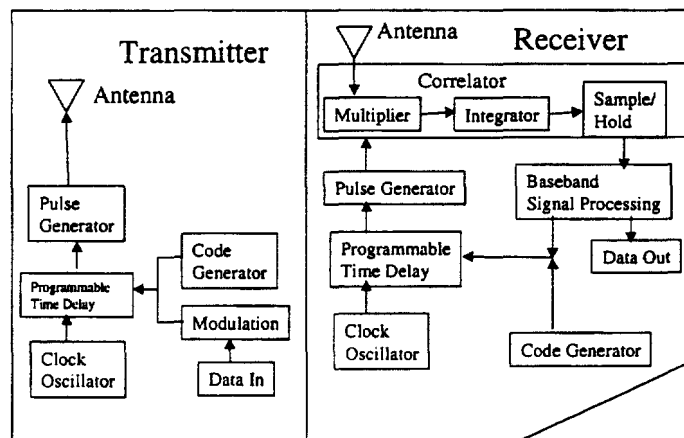 Transmitter
Antenna
Pulse
Generator
Programmable
Time Delay
Clock
Oscillator
Code
Generator
Modulation
Data In
Antenna
Receiver
Correlator
Multiplier
Integrator
Sample/
Hold
Pulse Generator
Baseband
Signal Processing
Programmable
Time Delay
Data Out
Clock
Oscillator
Code Generator